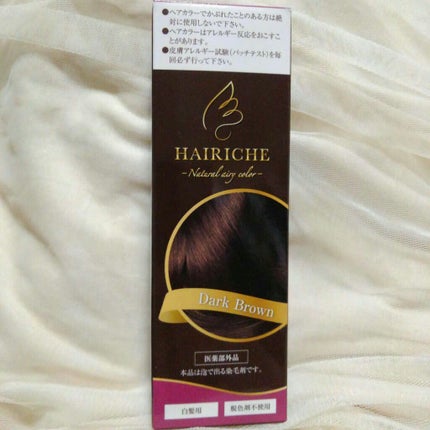 ●ヘアカラーでかぶれたことのある方は絶
対に使用しないで下さい。
●ヘアカラーはアレルギー反応をおこすこ
とがあります。
●皮膚アレルギー試験(パッチテスト)を毎
回必ず行って下さい。
HAIRICHE
-Natural airy color-
Dark Brown
医薬部外品
本品は泡で出る染毛剤です。
白髪用
脱色剤不使用